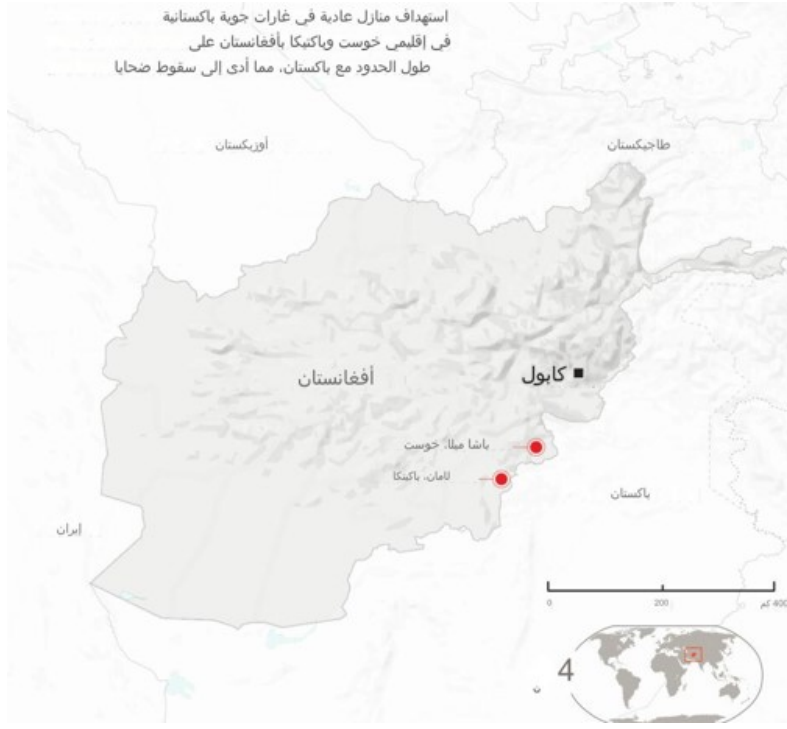 استهداف منازل عادية في غارات جوية باكستانية
في إقليمي خوست وباكتيكا بأفغانستان على
طول الحدود مع باكستان، مما أدى إلى سقوط ضحايا
أوزبكستان
طاجيكستان
أفغانستان
كابول
باشا ميلا، خوست
لامان، باكيتكا
باكستان
إيران
0 200 400 كم
4